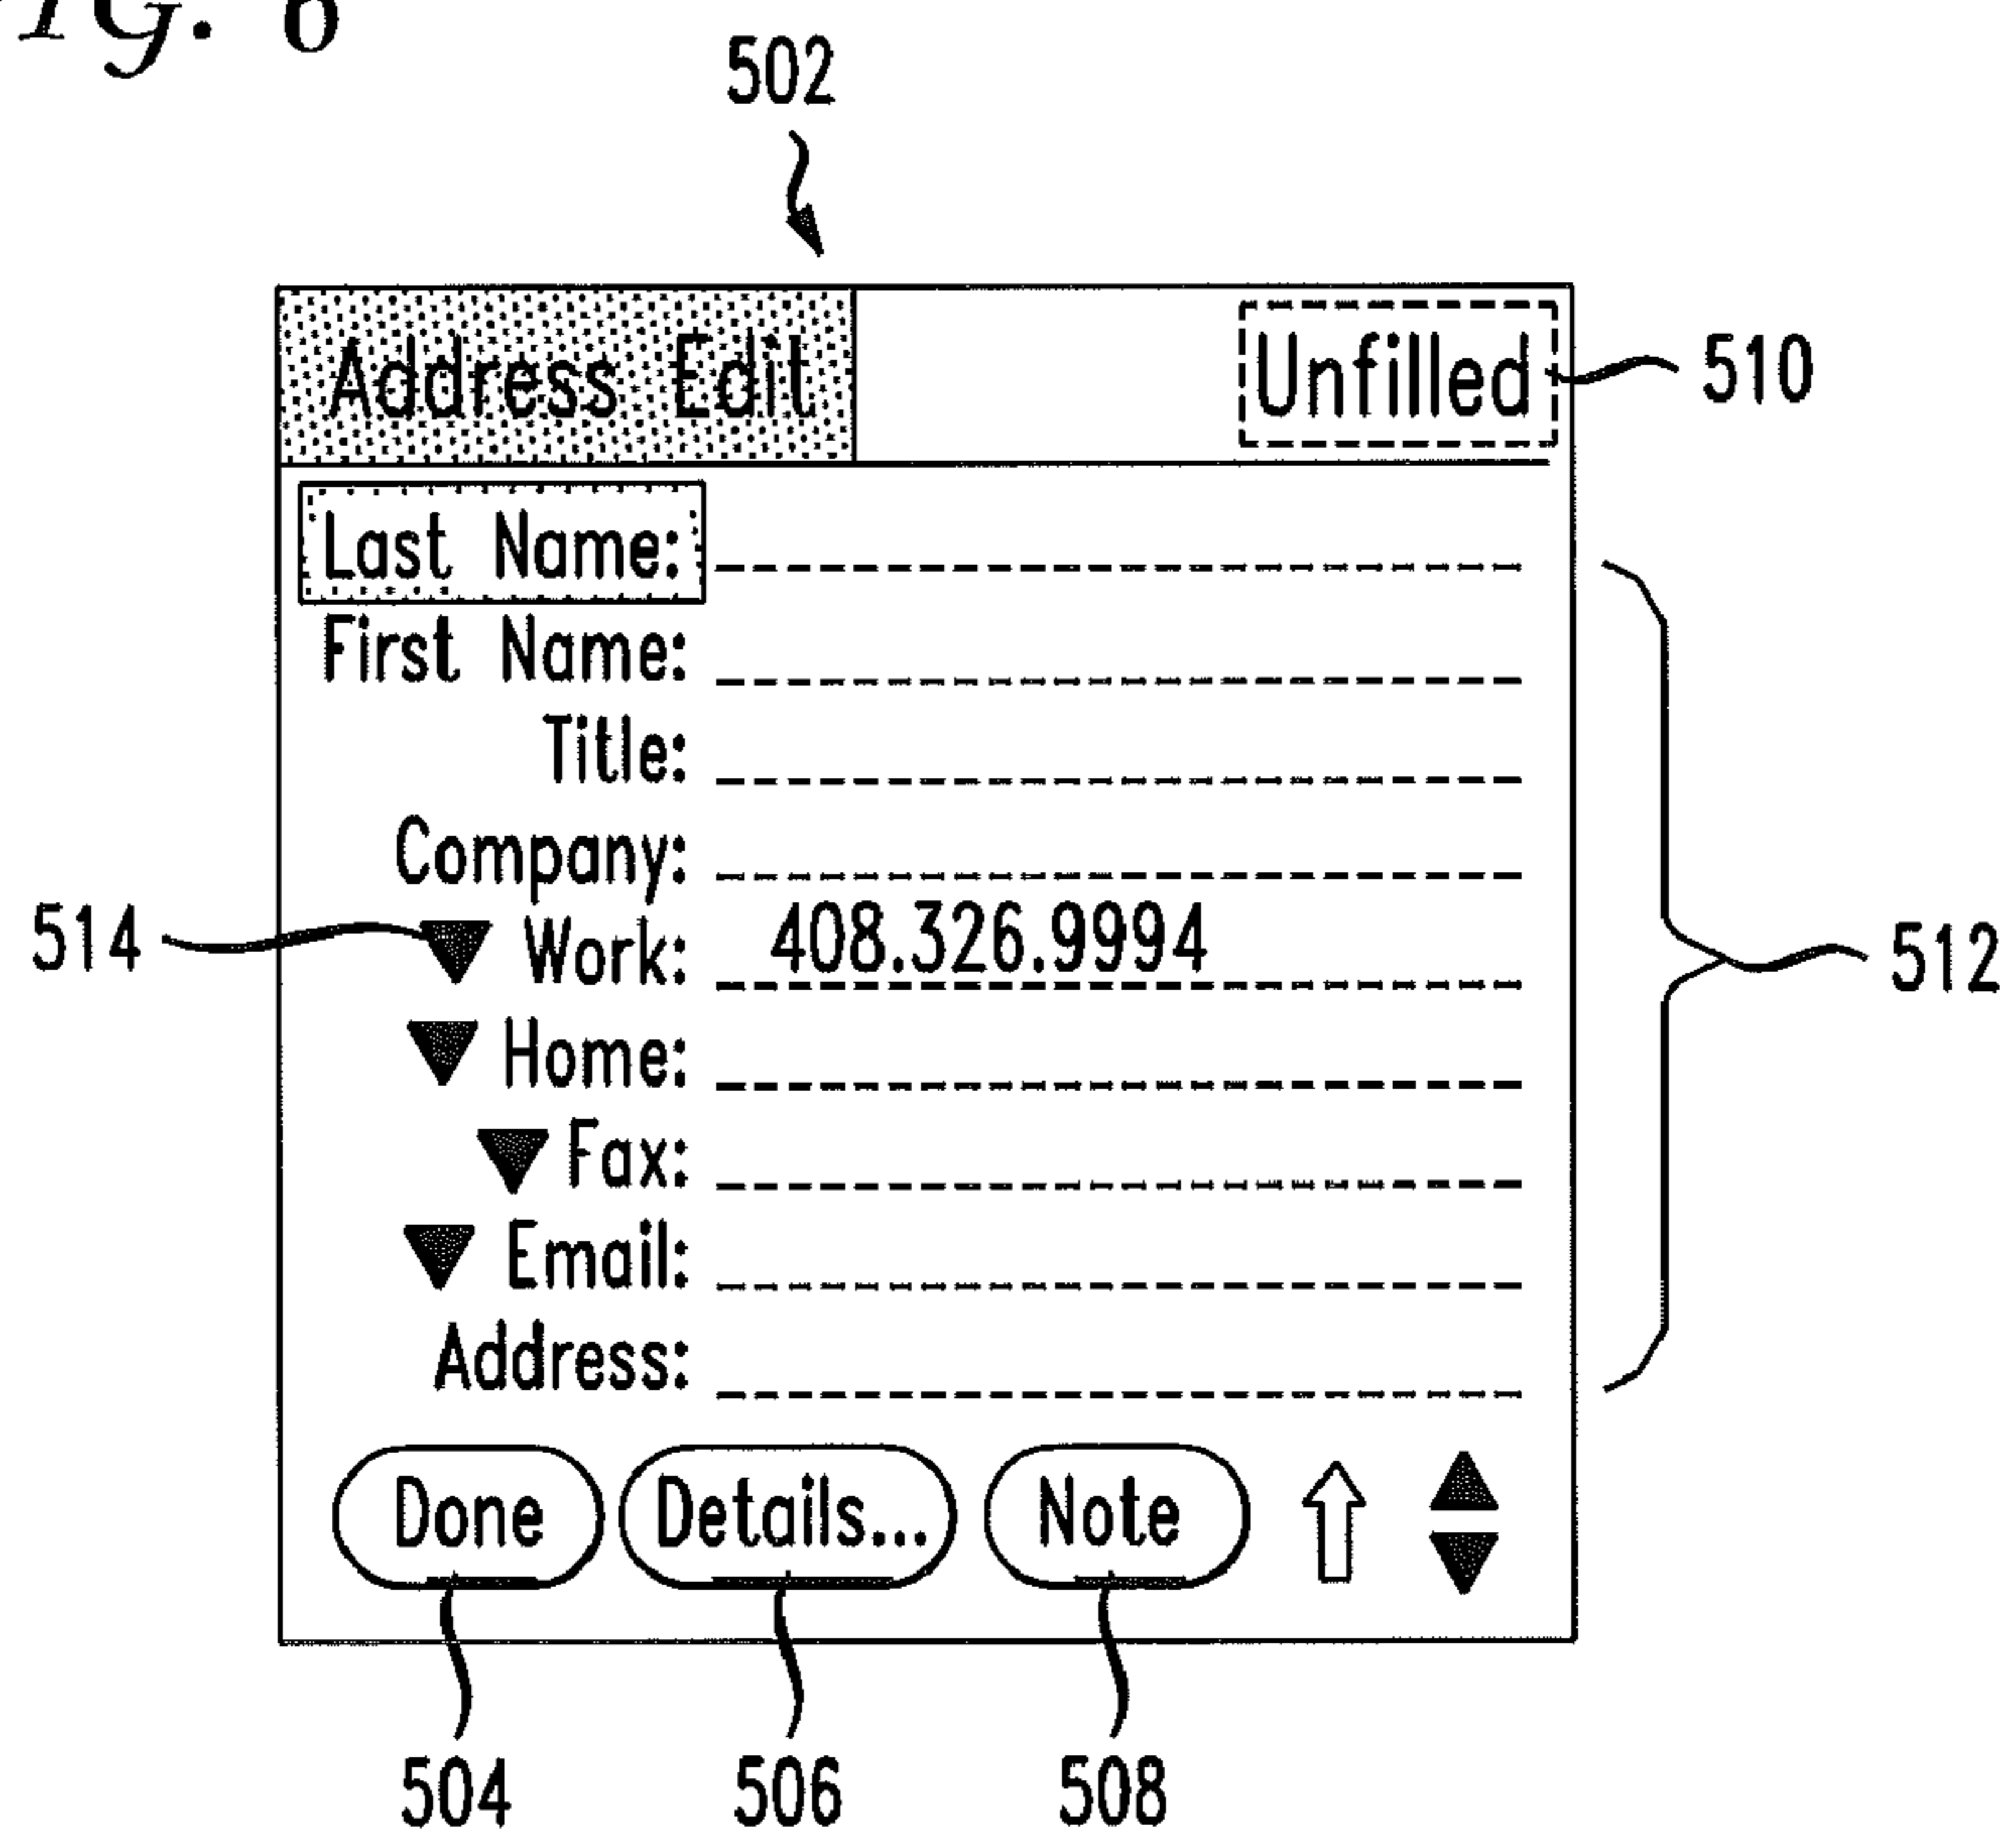 FIG. 6
502
Address Edit Unfilled 510
Last Name:
First Name:
Title:
Company:
514 Work: 408.326.9994 512
Home:
Fax:
Email:
Address:
Done Details... Note
504 506 508